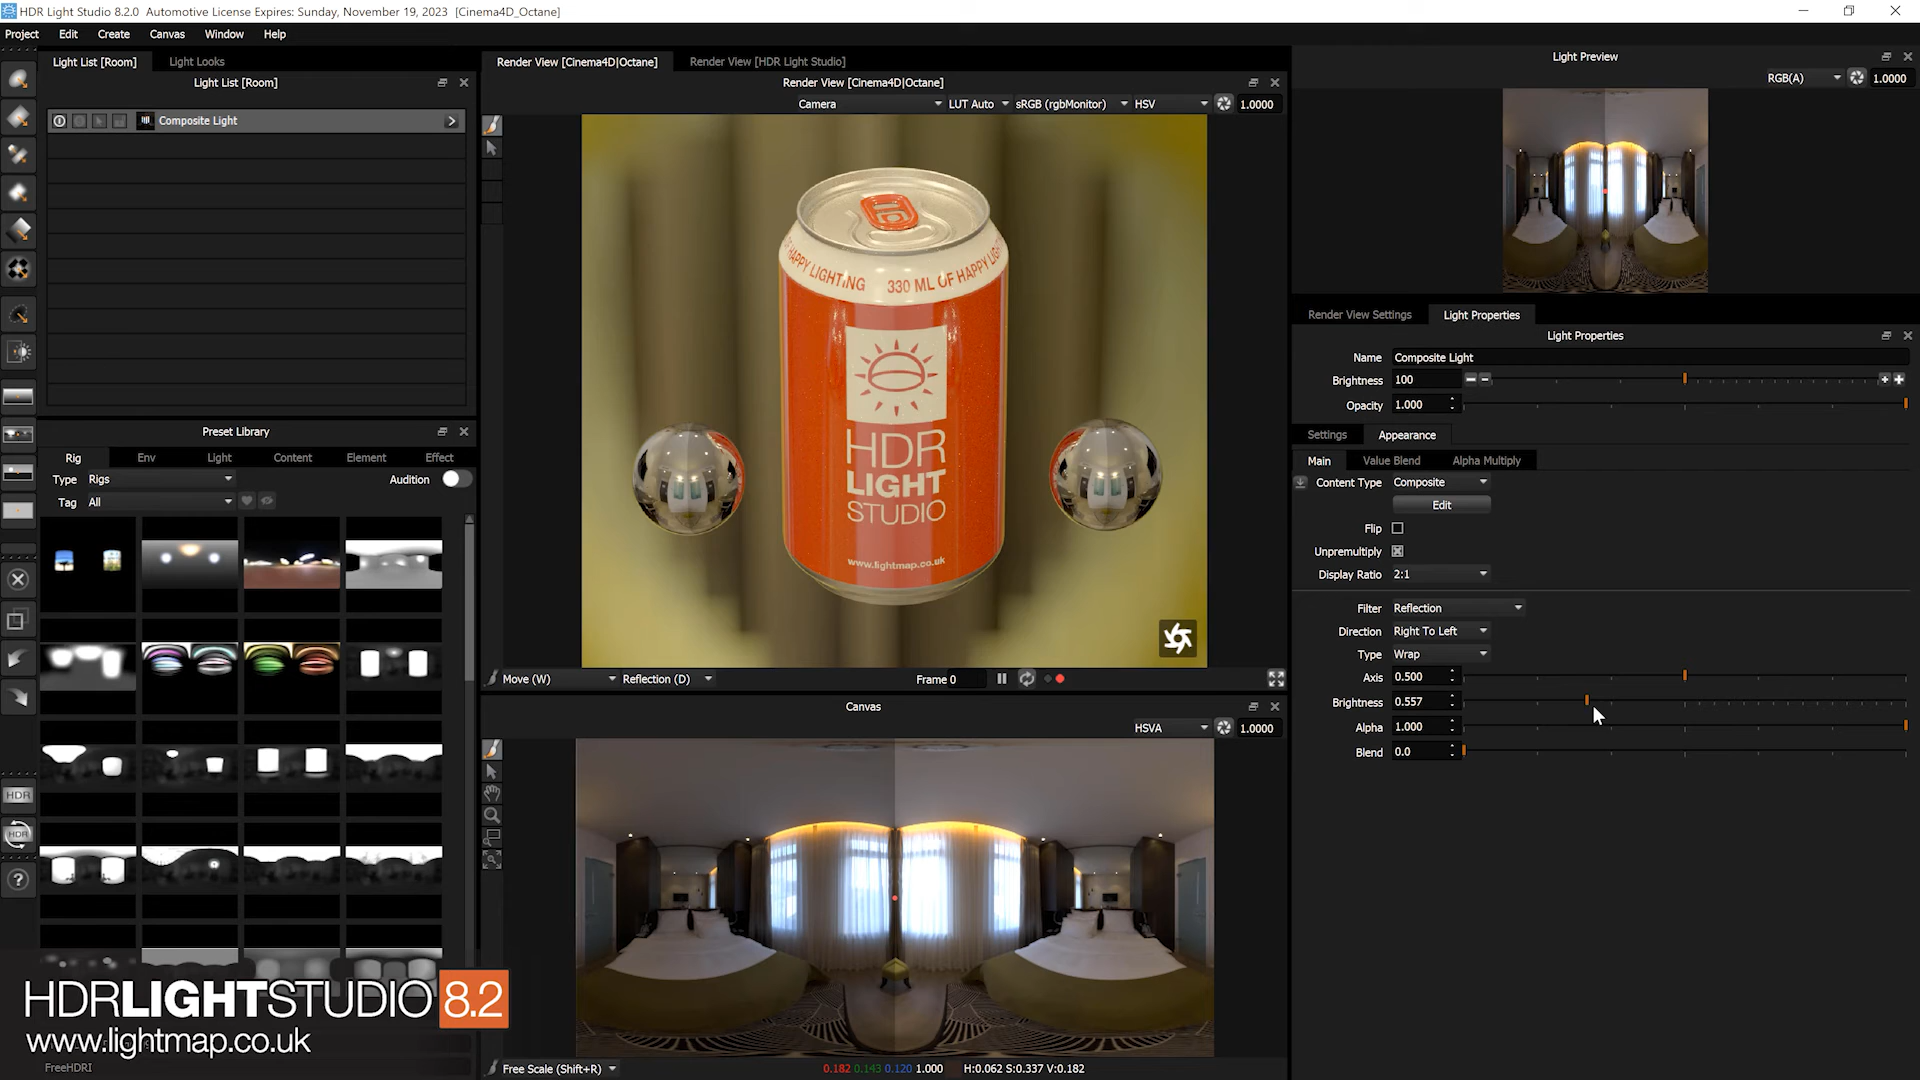 HDR Light Studio 8.2.0   Automotive License Expires: Sunday, November 19, 2023   [Cinema4D_Octane]
Project   Edit   Create   Canvas   Window   Help
Light List [Room]   Light Looks
Light List [Room]
Composite Light
Preset Library
Rig   Env   Light   Content   Element   Effect
Type   Rigs   Audition
Tag   All
HDR
HDR
HDRLIGHTSTUDIO 8.2
www.lightmap.co.uk
FreeHDRI
Render View [Cinema4D|Octane]   Render View [HDR Light Studio]
Render View [Cinema4D|Octane]
Camera   LUT Auto   sRGB (rgbMonitor)   HSV   1.0000
HAPPY LIGHTING   330 ML OF HAPPY LIG
HDR
LIGHT
STUDIO
www.lightmap.co.uk
Move (W)   Reflection (D)   Frame 0
Canvas
HSVA   1.0000
Free Scale (Shift+R)   0.182 0.143 0.120 1.000   H:0.062 S:0.337 V:0.182
Light Preview
RGB(A)   1.0000
Render View Settings   Light Properties
Light Properties
Name   Composite Light
Brightness   100
Opacity   1.000
Settings   Appearance
Main   Value Blend   Alpha Multiply
Content Type   Composite
Edit
Flip
Unpremultiply
Display Ratio   2:1
Filter   Reflection
Direction   Right To Left
Type   Wrap
Axis   0.500
Brightness   0.557
Alpha   1.000
Blend   0.0